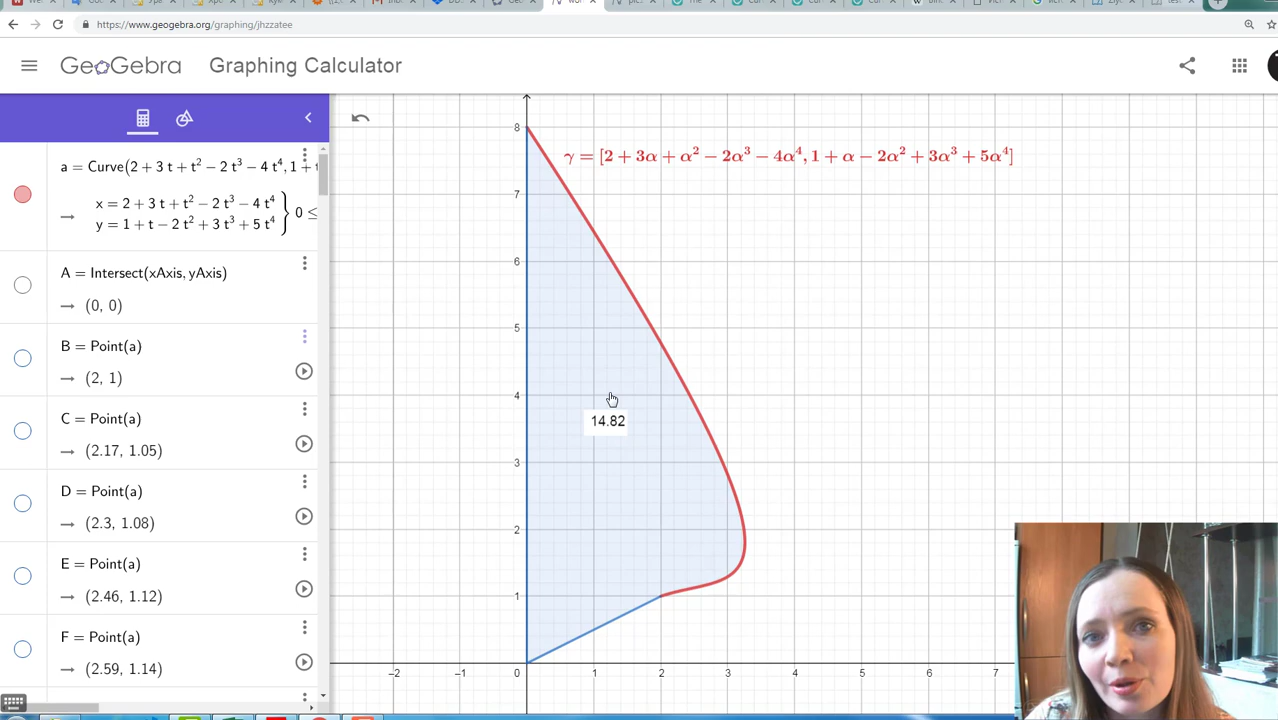 https://www.geogebra.org/graphing/jhzzatee
GeoGebra
Graphing Calculator
a = Curve(2 + 3 t + t² − 2 t³ − 4 t⁴, 1 +
→ x = 2 + 3 t + t² − 2 t³ − 4 t⁴
y = 1 + t − 2 t² + 3 t³ + 5 t⁴ } 0 ≤
A = Intersect(xAxis, yAxis)
→ (0, 0)
B = Point(a)
→ (2, 1)
C = Point(a)
→ (2.17, 1.05)
D = Point(a)
→ (2.3, 1.08)
E = Point(a)
→ (2.46, 1.12)
F = Point(a)
→ (2.59, 1.14)
γ = [2 + 3α + α² − 2α³ − 4α⁴, 1 + α − 2α² + 3α³ + 5α⁴]
8
7
6
5
4
14.82
3
2
1
−2 −1 0 1 2 3 4 5 6 7